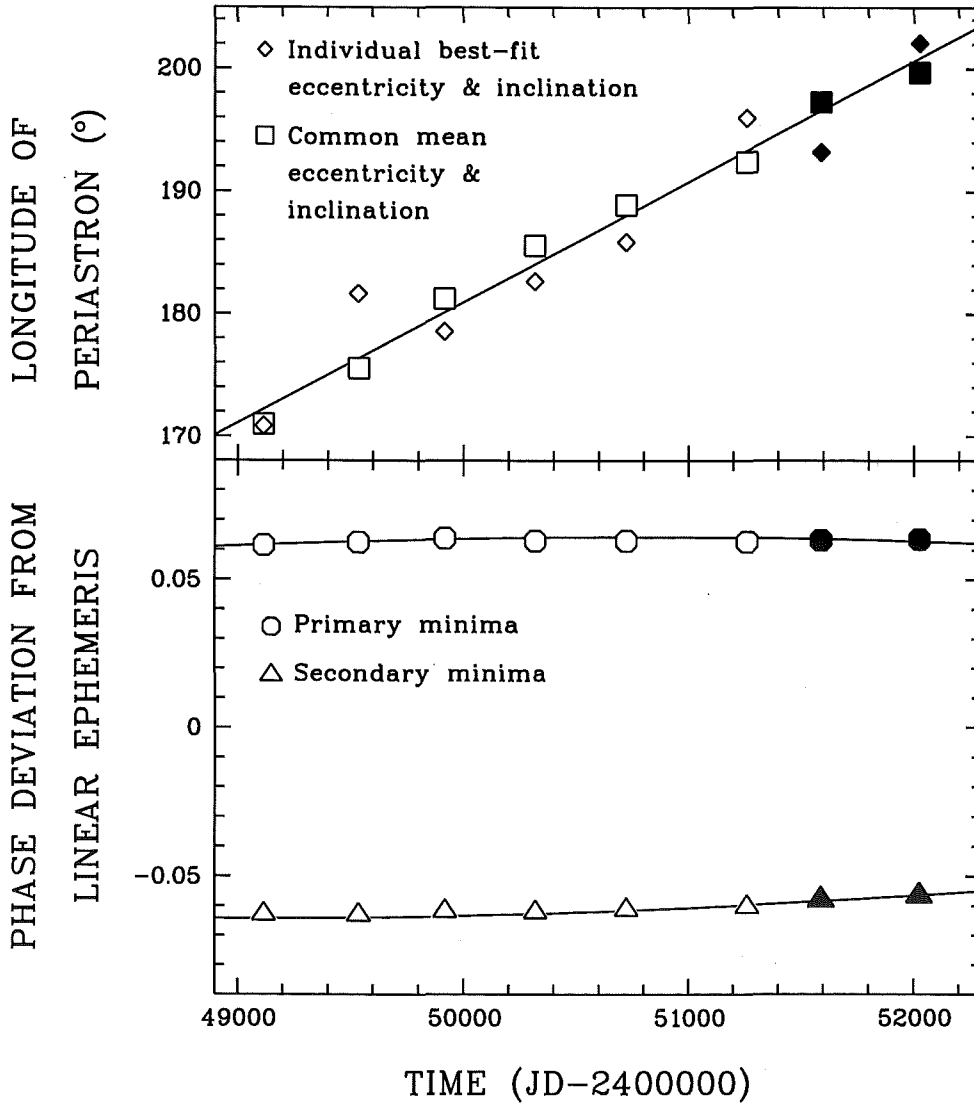 LONGITUDE OF
PERIASTRON (°)
200
190
180
170
Individual best-fit
eccentricity & inclination
Common mean
eccentricity &
inclination
PHASE DEVIATION FROM
LINEAR EPHEMERIS
0.05
0
-0.05
Primary minima
Secondary minima
49000 50000 51000 52000
TIME (JD-2400000)